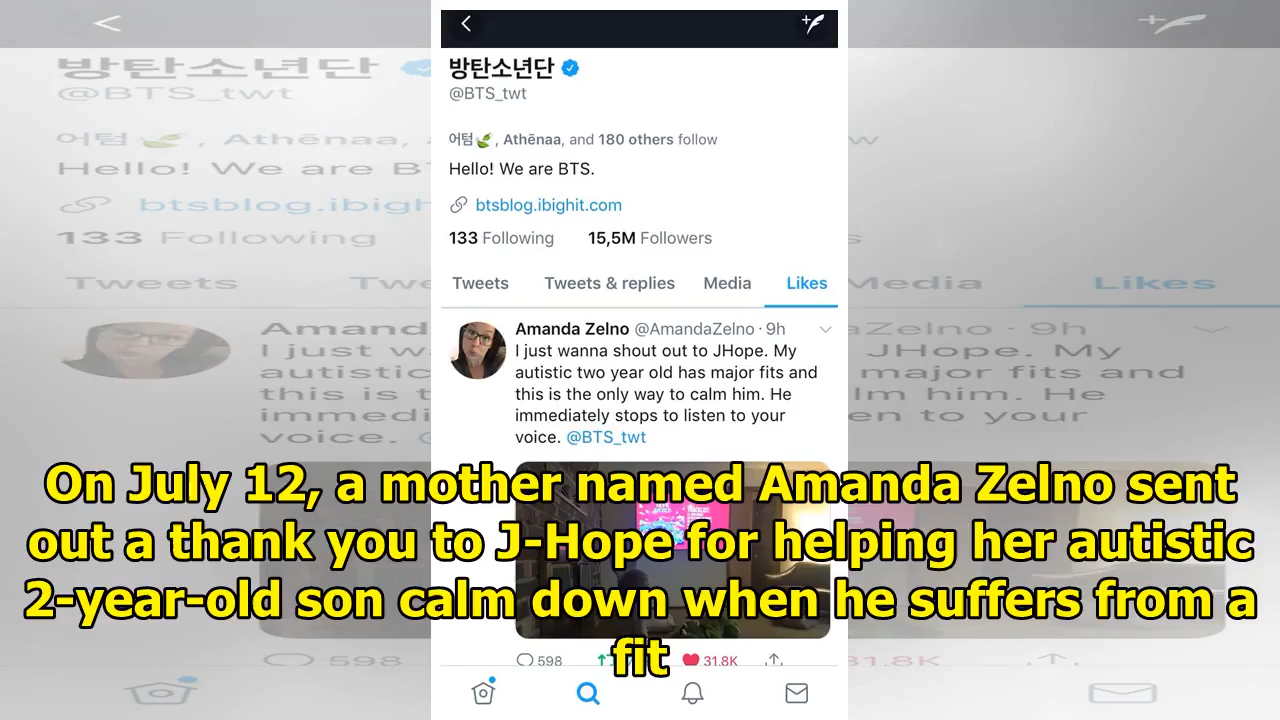 방탄소년단
@BTS_twt
어텀🍃, Athēnaa, and 180 others follow
Hello! We are BTS.
btsblog.ibighit.com
133 Following 15,5M Followers
Tweets Tweets & replies Media Likes
Amanda Zelno @AmandaZelno · 9h
I just wanna shout out to JHope. My
autistic two year old has major fits and
this is the only way to calm him. He
immediately stops to listen to your
voice. @BTS_twt
On July 12, a mother named Amanda Zelno sent
out a thank you to J-Hope for helping her autistic
2-year-old son calm down when he suffers from a
fit
598 31.8K